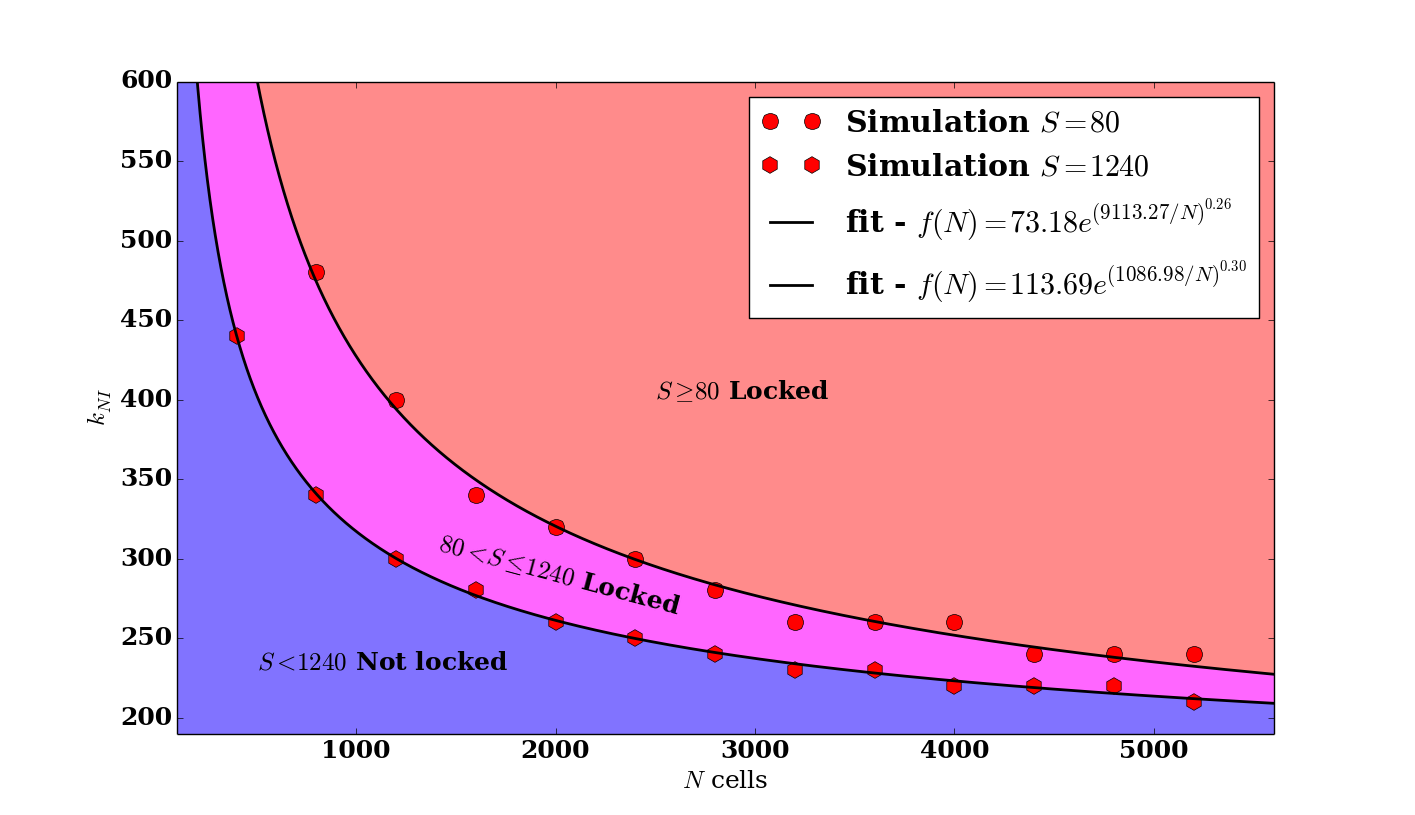 600
550
500
450
400
350
300
250
200
k_{NI}
Simulation S=80
Simulation S=1240
fit - f(N)=73.18e^{(9113.27/N)^{0.26}}
fit - f(N)=113.69e^{(1086.98/N)^{0.30}}
S≥80 Locked
80<S≤1240 Locked
S<1240 Not locked
1000 2000 3000 4000 5000
N cells